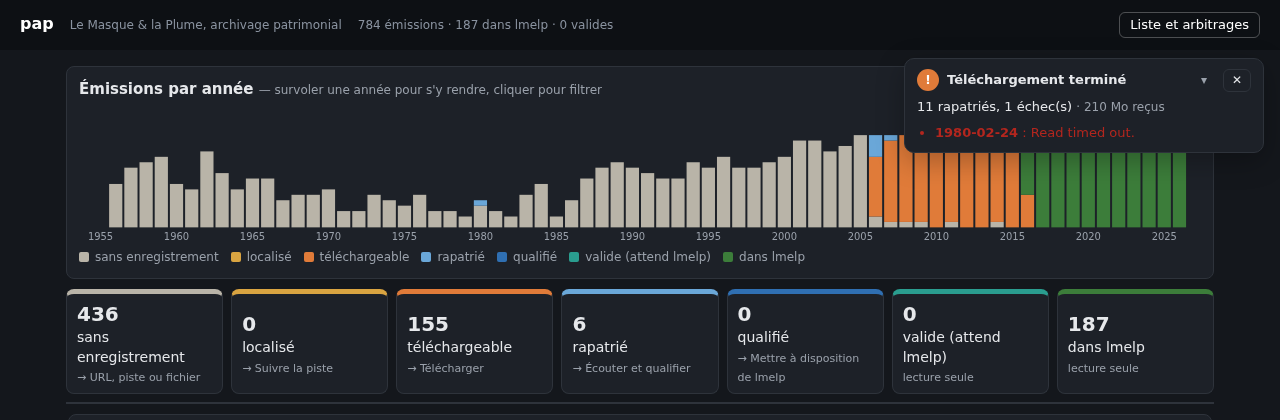 pap Le Masque & la Plume, archivage patrimonial 784 émissions · 187 dans lmelp · 0 valides Liste et arbitrages
Émissions par année — survoler une année pour s'y rendre, cliquer pour filtrer
! Téléchargement terminé ▾ ✕
11 rapatriés, 1 échec(s) · 210 Mo reçus
• 1980-02-24 : Read timed out.
1955 1960 1965 1970 1975 1980 1985 1990 1995 2000 2005 2010 2015 2020 2025
sans enregistrement localisé téléchargeable rapatrié qualifié valide (attend lmelp) dans lmelp
436
sans
enregistrement
→ URL, piste ou fichier
0
localisé
→ Suivre la piste
155
téléchargeable
→ Télécharger
6
rapatrié
→ Écouter et qualifier
0
qualifié
→ Mettre à disposition
de lmelp
0
valide (attend
lmelp)
lecture seule
187
dans lmelp
lecture seule